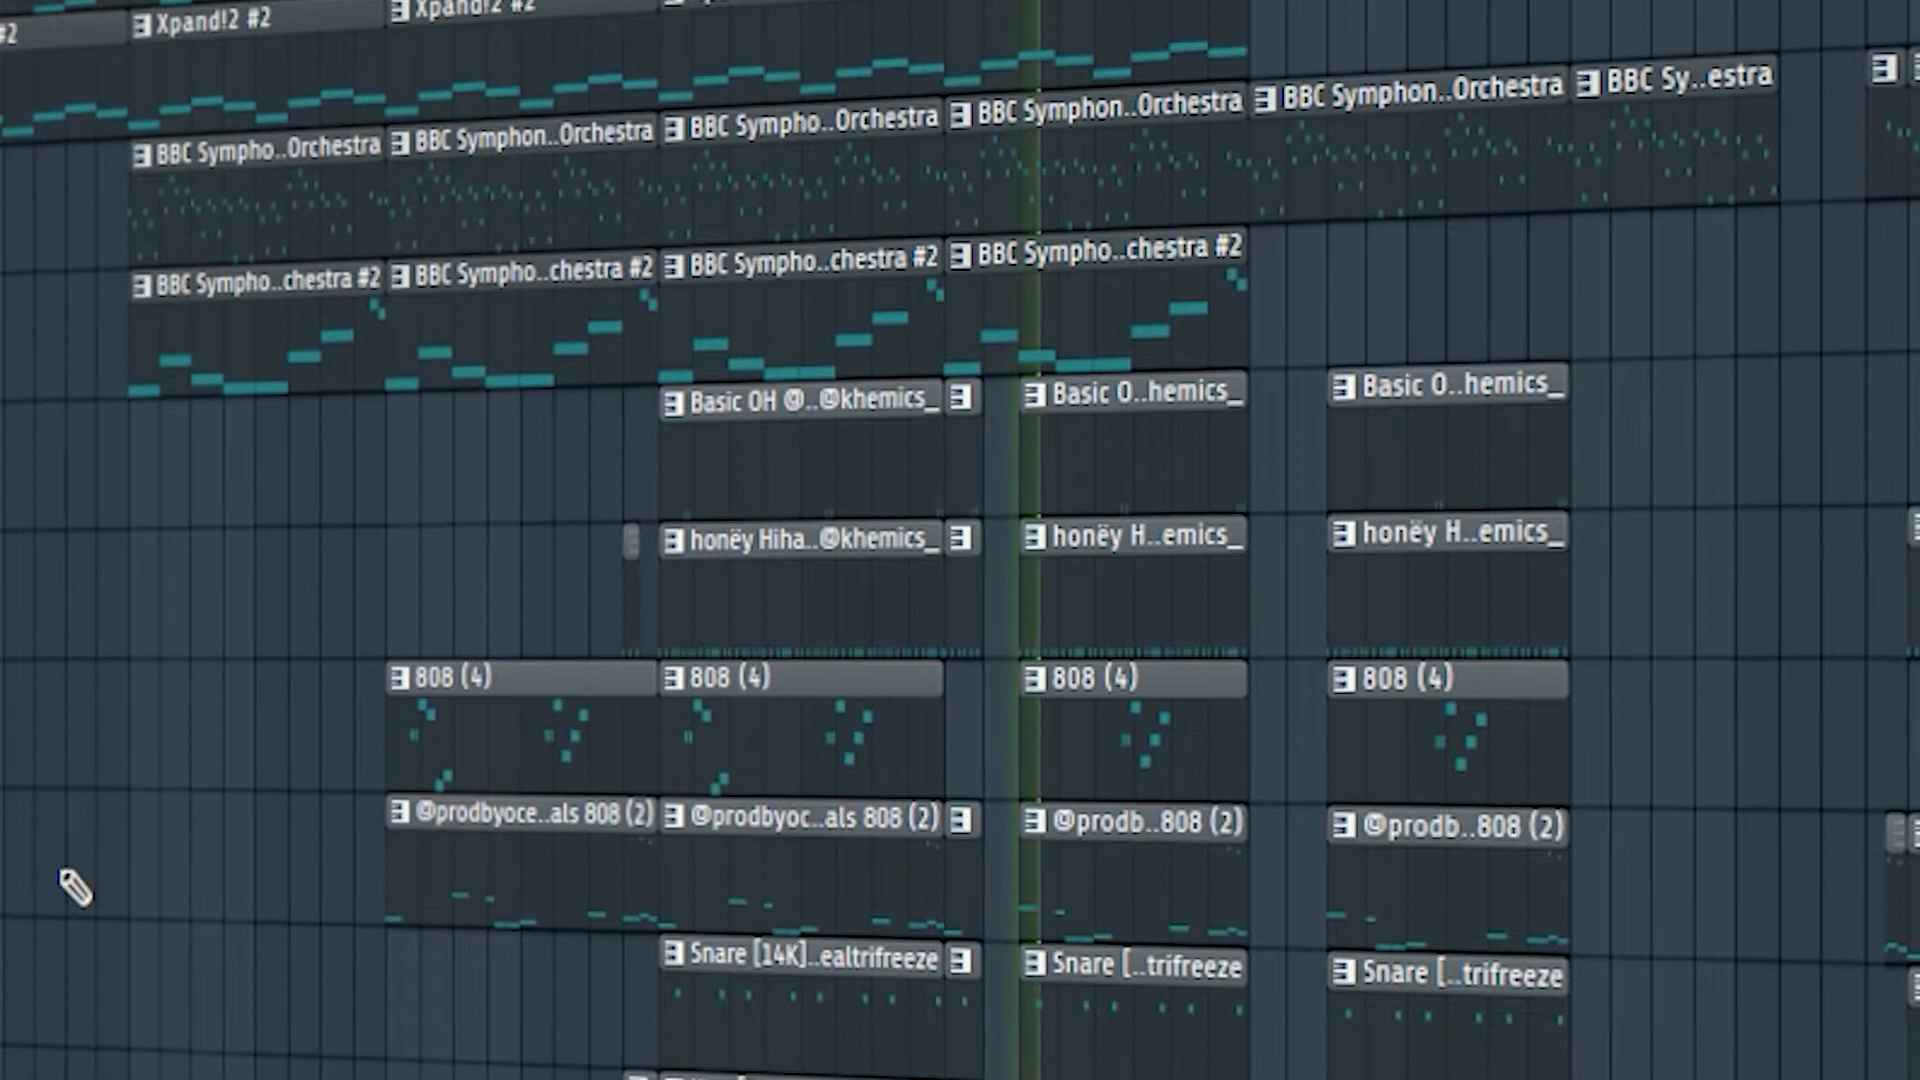 #2
Xpand!2 #2
Xpand!2 #2
BBC Sympho..Orchestra
BBC Symphon..Orchestra
BBC Sympho..Orchestra
BBC Symphon..Orchestra
BBC Symphon..Orchestra
BBC Sy..estra
BBC Sympho..chestra #2
BBC Sympho..chestra #2
BBC Sympho..chestra #2
BBC Sympho..chestra #2
Basic OH @..@khemics_
Basic O..hemics_
Basic O..hemics_
honëy Hiha..@khemics_
honëy H..emics_
honëy H..emics_
808 (4)
808 (4)
808 (4)
808 (4)
@prodbyoce..als 808 (2)
@prodbyoc..als 808 (2)
@prodb..808 (2)
@prodb..808 (2)
Snare [14K]..ealtrifreeze
Snare [..trifreeze
Snare [..trifreeze